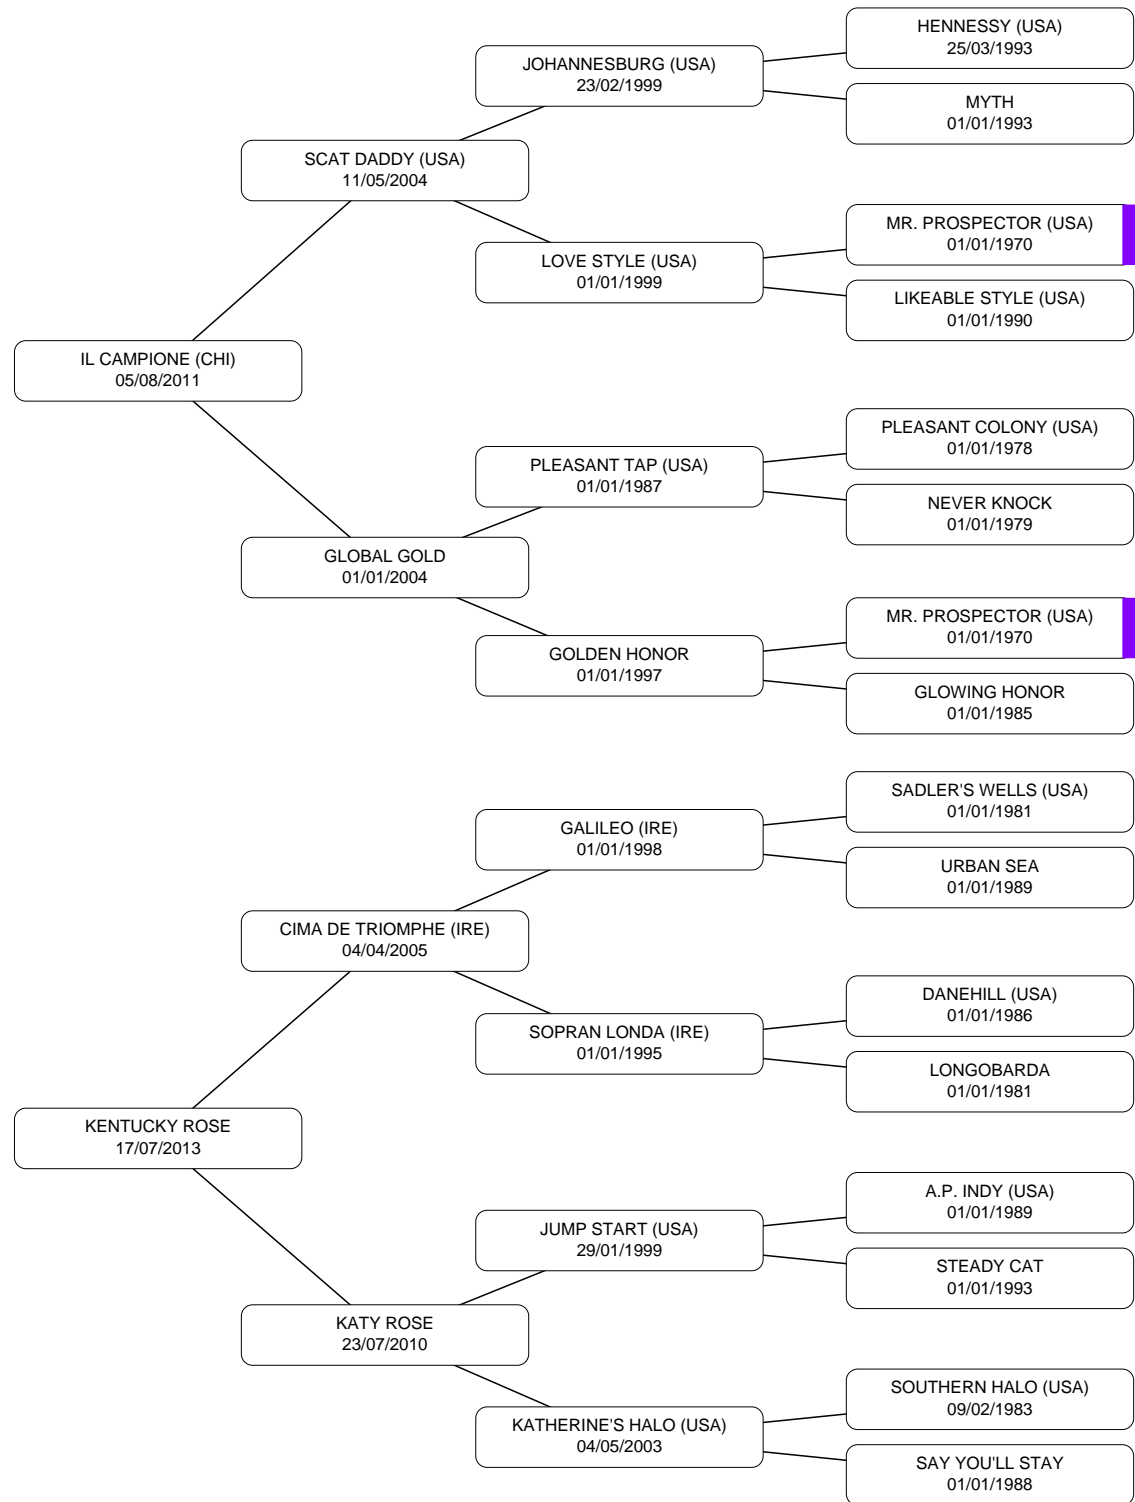 HENNESSY (USA)
25/03/1993
JOHANNESBURG (USA)
23/02/1999
MYTH
01/01/1993
SCAT DADDY (USA)
11/05/2004
MR. PROSPECTOR (USA)
01/01/1970
LOVE STYLE (USA)
01/01/1999
LIKEABLE STYLE (USA)
01/01/1990
IL CAMPIONE (CHI)
05/08/2011
PLEASANT COLONY (USA)
01/01/1978
PLEASANT TAP (USA)
01/01/1987
NEVER KNOCK
01/01/1979
GLOBAL GOLD
01/01/2004
MR. PROSPECTOR (USA)
01/01/1970
GOLDEN HONOR
01/01/1997
GLOWING HONOR
01/01/1985
SADLER'S WELLS (USA)
01/01/1981
GALILEO (IRE)
01/01/1998
URBAN SEA
01/01/1989
CIMA DE TRIOMPHE (IRE)
04/04/2005
DANEHILL (USA)
01/01/1986
SOPRAN LONDA (IRE)
01/01/1995
LONGOBARDA
01/01/1981
KENTUCKY ROSE
17/07/2013
A.P. INDY (USA)
01/01/1989
JUMP START (USA)
29/01/1999
STEADY CAT
01/01/1993
KATY ROSE
23/07/2010
SOUTHERN HALO (USA)
09/02/1983
KATHERINE'S HALO (USA)
04/05/2003
SAY YOU'LL STAY
01/01/1988